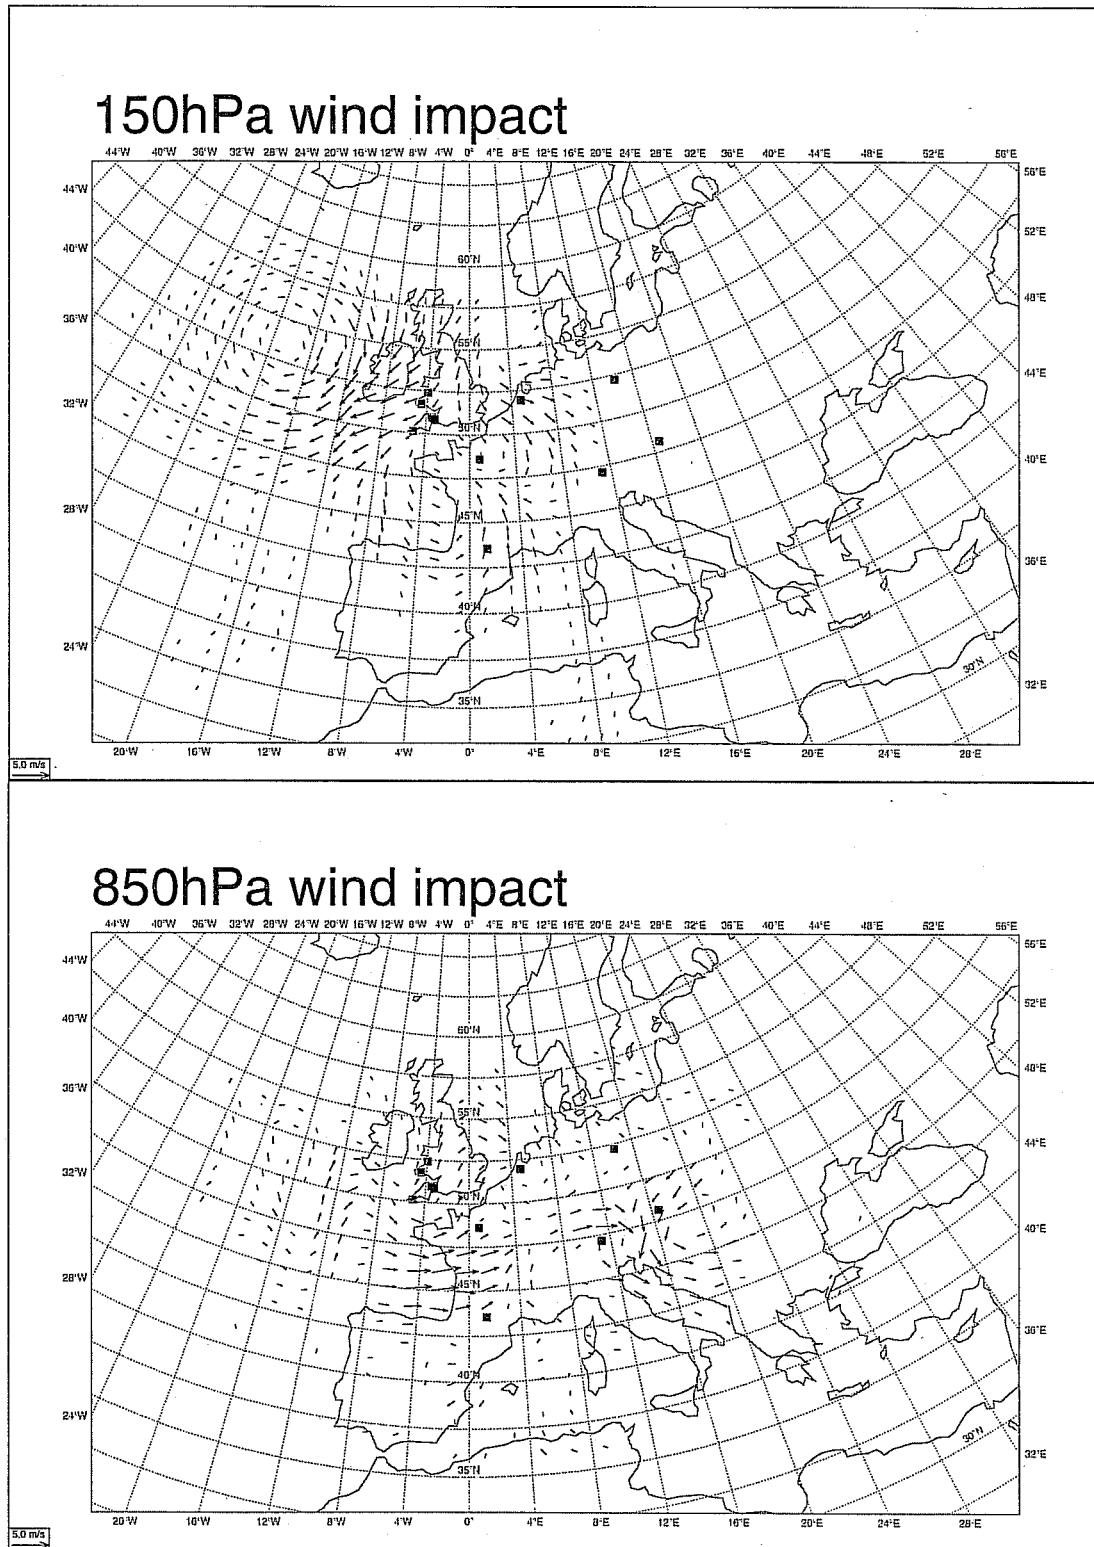 150hPa wind impact
44°W 40°W 36°W 32°W 28°W 24°W 20°W 16°W 12°W 8°W 4°W 0° 4°E 8°E 12°E 16°E 20°E 24°E 28°E 32°E 36°E 40°E 44°E 48°E 52°E 56°E
44°W 56°E
40°W 52°E
60°N
36°W 48°E
55°N
32°W 44°E
50°N
28°W 40°E
45°N
36°E
40°N
24°W 30°N
35°N 32°E
20°W 16°W 12°W 8°W 4°W 0° 4°E 8°E 12°E 16°E 20°E 24°E 28°E
5.0 m/s
850hPa wind impact
44°W 40°W 36°W 32°W 28°W 24°W 20°W 16°W 12°W 8°W 4°W 0° 4°E 8°E 12°E 16°E 20°E 24°E 28°E 32°E 36°E 40°E 44°E 48°E 52°E 56°E
44°W 56°E
40°W 52°E
60°N
36°W 48°E
55°N
32°W 44°E
50°N
28°W 40°E
45°N
36°E
40°N
24°W 30°N
35°N 32°E
20°W 16°W 12°W 8°W 4°W 0° 4°E 8°E 12°E 16°E 20°E 24°E 28°E
5.0 m/s